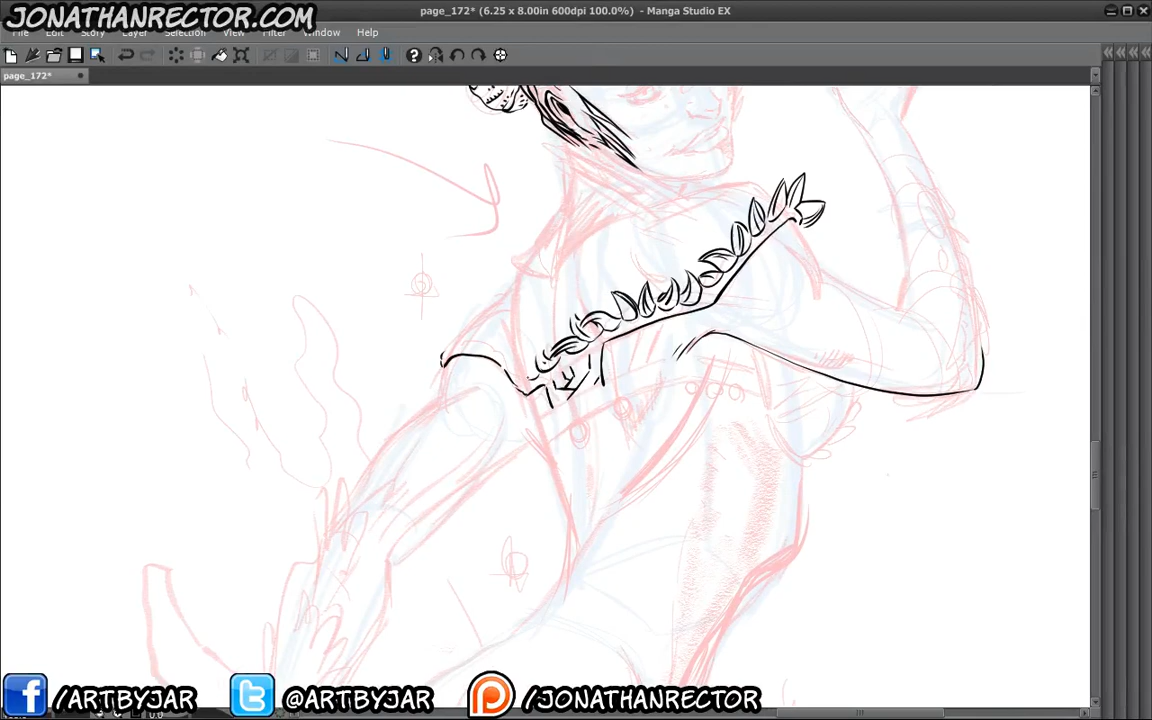 page_172* (6.25 x 8.00in 600dpi 100.0%) - Manga Studio EX
JONATHANRECTOR.COM
File Edit Story Layer Selection View Filter Window Help
page_172*
/ARTBYJAR @ARTBYJAR /JONATHANRECTOR